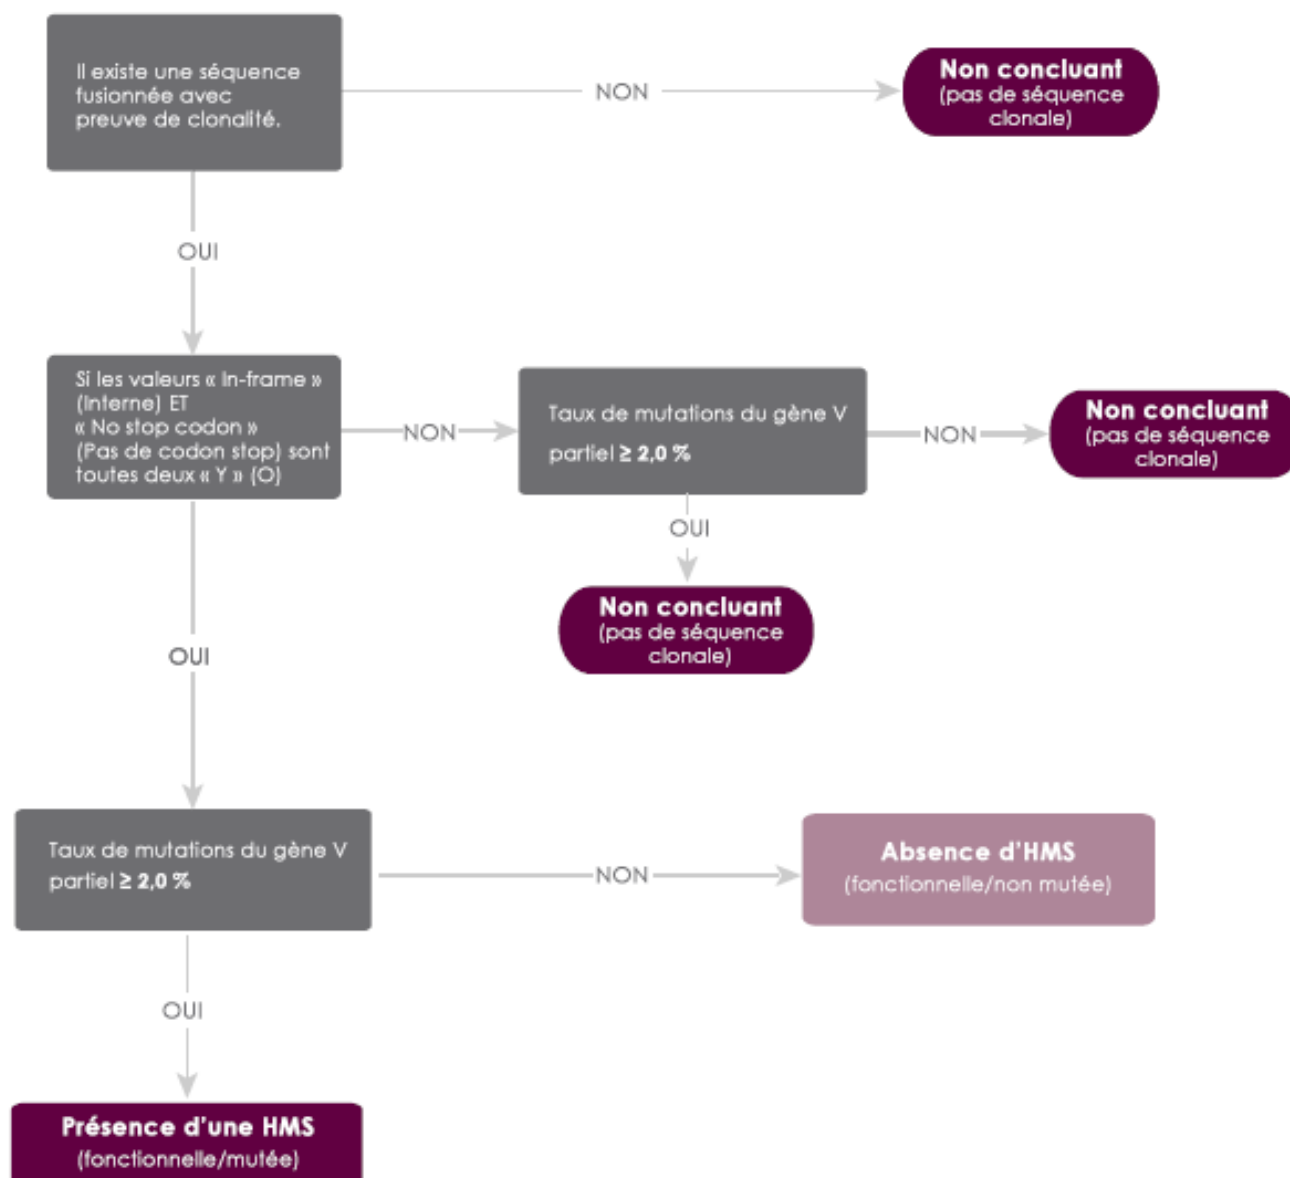 Il existe une séquence
fusionnée avec
preuve de clonalité.
NON
Non concluant
(pas de séquence
clonale)
OUI
Si les valeurs « In-frame »
(Interne) ET
« No stop codon »
(Pas de codon stop) sont
toutes deux « Y » (O)
NON
Taux de mutations du gène V
partiel ≥ 2,0 %
NON
Non concluant
(pas de séquence
clonale)
OUI
Non concluant
(pas de séquence
clonale)
OUI
Taux de mutations du gène V
partiel ≥ 2,0 %
NON
Absence d'HMS
(fonctionnelle/non mutée)
OUI
Présence d'une HMS
(fonctionnelle/mutée)